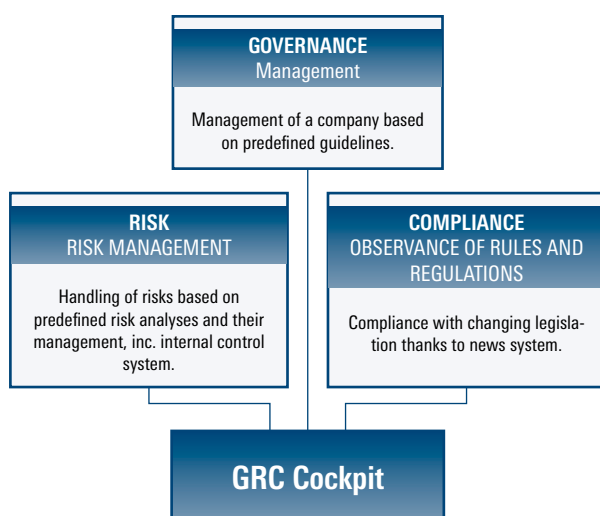 GOVERNANCE
Management
Management of a company based
on predefined guidelines.
RISK
RISK MANAGEMENT
Handling of risks based on
predefined risk analyses and their
management, inc. internal control
system.
COMPLIANCE
OBSERVANCE OF RULES AND
REGULATIONS
Compliance with changing legisla-
tion thanks to news system.
GRC Cockpit